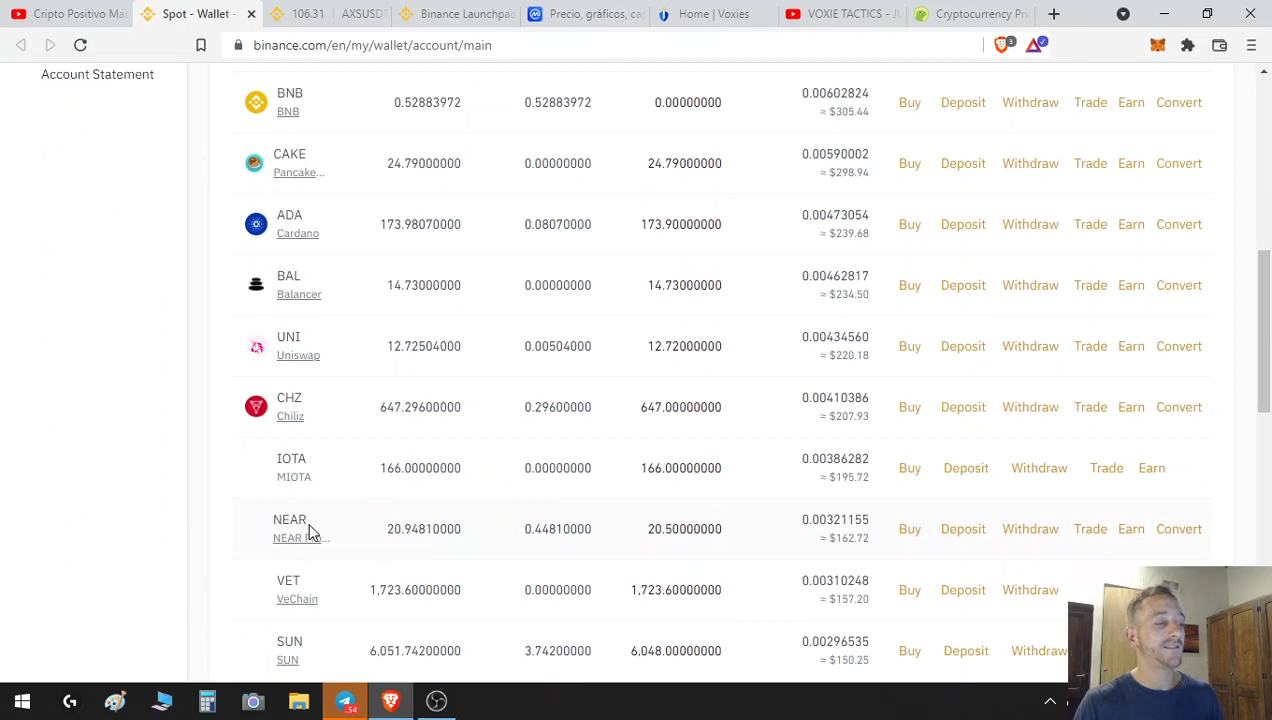 Cripto Positivo Ma
Spot - Wallet -
106.31 AXSUSDT
Binance Launchpa
Precio, gráficos, ca
Home | Voxies
VOXIE TACTICS - JU
Cryptocurrency Pri
binance.com/en/my/wallet/account/main
3
Account Statement
BNB 0.52883972 0.52883972 0.00000000 0.00602824 Buy Deposit Withdraw Trade Earn Convert
BNB ≈ $305.44
CAKE 24.79000000 0.00000000 24.79000000 0.00590002 Buy Deposit Withdraw Trade Earn Convert
Pancake... ≈ $298.94
ADA 173.98070000 0.08070000 173.90000000 0.00473054 Buy Deposit Withdraw Trade Earn Convert
Cardano ≈ $239.68
BAL 14.73000000 0.00000000 14.73000000 0.00462817 Buy Deposit Withdraw Trade Earn Convert
Balancer ≈ $234.50
UNI 12.72504000 0.00504000 12.72000000 0.00434560 Buy Deposit Withdraw Trade Earn Convert
Uniswap ≈ $220.18
CHZ 647.29600000 0.29600000 647.00000000 0.00410386 Buy Deposit Withdraw Trade Earn Convert
Chiliz ≈ $207.93
IOTA 166.00000000 0.00000000 166.00000000 0.00386282 Buy Deposit Withdraw Trade Earn
MIOTA ≈ $195.72
NEAR 20.94810000 0.44810000 20.50000000 0.00321155 Buy Deposit Withdraw Trade Earn Convert
NEAR ≈ $162.72
VET 1,723.60000000 0.00000000 1,723.60000000 0.00310248 Buy Deposit Withdraw
VeChain ≈ $157.20
SUN 6,051.74200000 3.74200000 6,048.00000000 0.00296535 Buy Deposit Withdraw
SUN ≈ $150.25
54